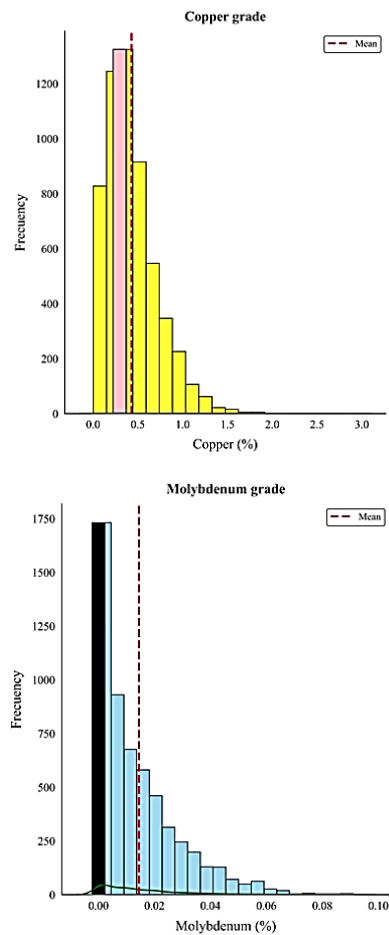 Copper grade
Mean
Frecuency
1200
1000
800
600
400
200
0
0.0 0.5 1.0 1.5 2.0 2.5 3.0
Copper (%)
Molybdenum grade
Mean
Frecuency
1750
1500
1250
1000
750
500
250
0
0.00 0.02 0.04 0.06 0.08 0.10
Molybdenum (%)